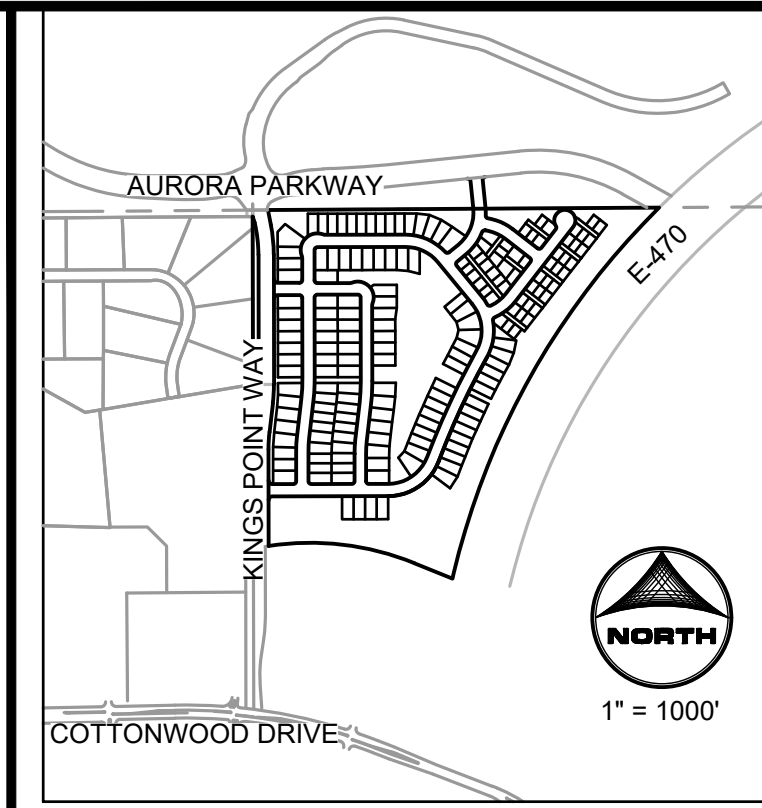 AURORA PARKWAY
E-470
KINGS POINT WAY
NORTH
1" = 1000'
COTTONWOOD DRIVE